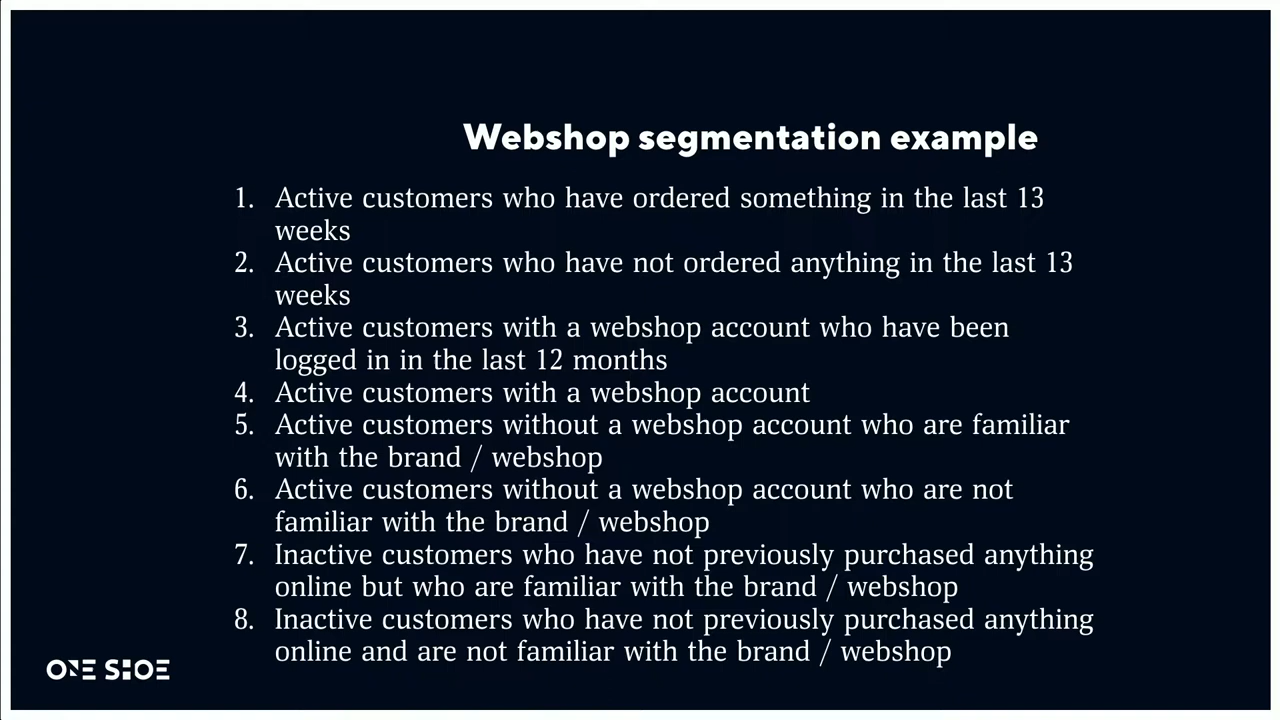 Webshop segmentation example
1. Active customers who have ordered something in the last 13
weeks
2. Active customers who have not ordered anything in the last 13
weeks
3. Active customers with a webshop account who have been
logged in in the last 12 months
4. Active customers with a webshop account
5. Active customers without a webshop account who are familiar
with the brand / webshop
6. Active customers without a webshop account who are not
familiar with the brand / webshop
7. Inactive customers who have not previously purchased anything
online but who are familiar with the brand / webshop
8. Inactive customers who have not previously purchased anything
online and are not familiar with the brand / webshop
ONE SHOE